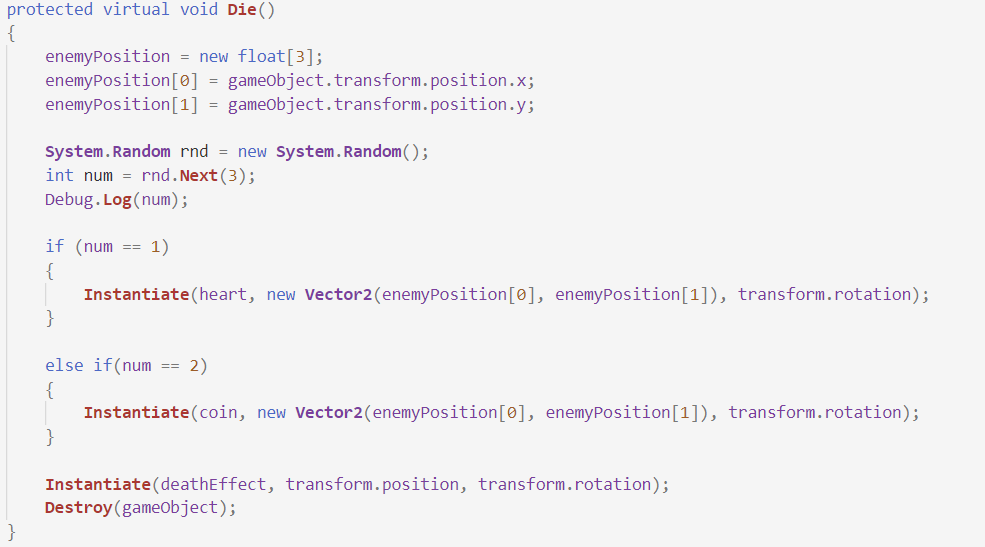 protected virtual void Die()
{
    enemyPosition = new float[3];
    enemyPosition[0] = gameObject.transform.position.x;
    enemyPosition[1] = gameObject.transform.position.y;

    System.Random rnd = new System.Random();
    int num = rnd.Next(3);
    Debug.Log(num);

    if (num == 1)
    {
        Instantiate(heart, new Vector2(enemyPosition[0], enemyPosition[1]), transform.rotation);
    }

    else if(num == 2)
    {
        Instantiate(coin, new Vector2(enemyPosition[0], enemyPosition[1]), transform.rotation);
    }

    Instantiate(deathEffect, transform.position, transform.rotation);
    Destroy(gameObject);
}